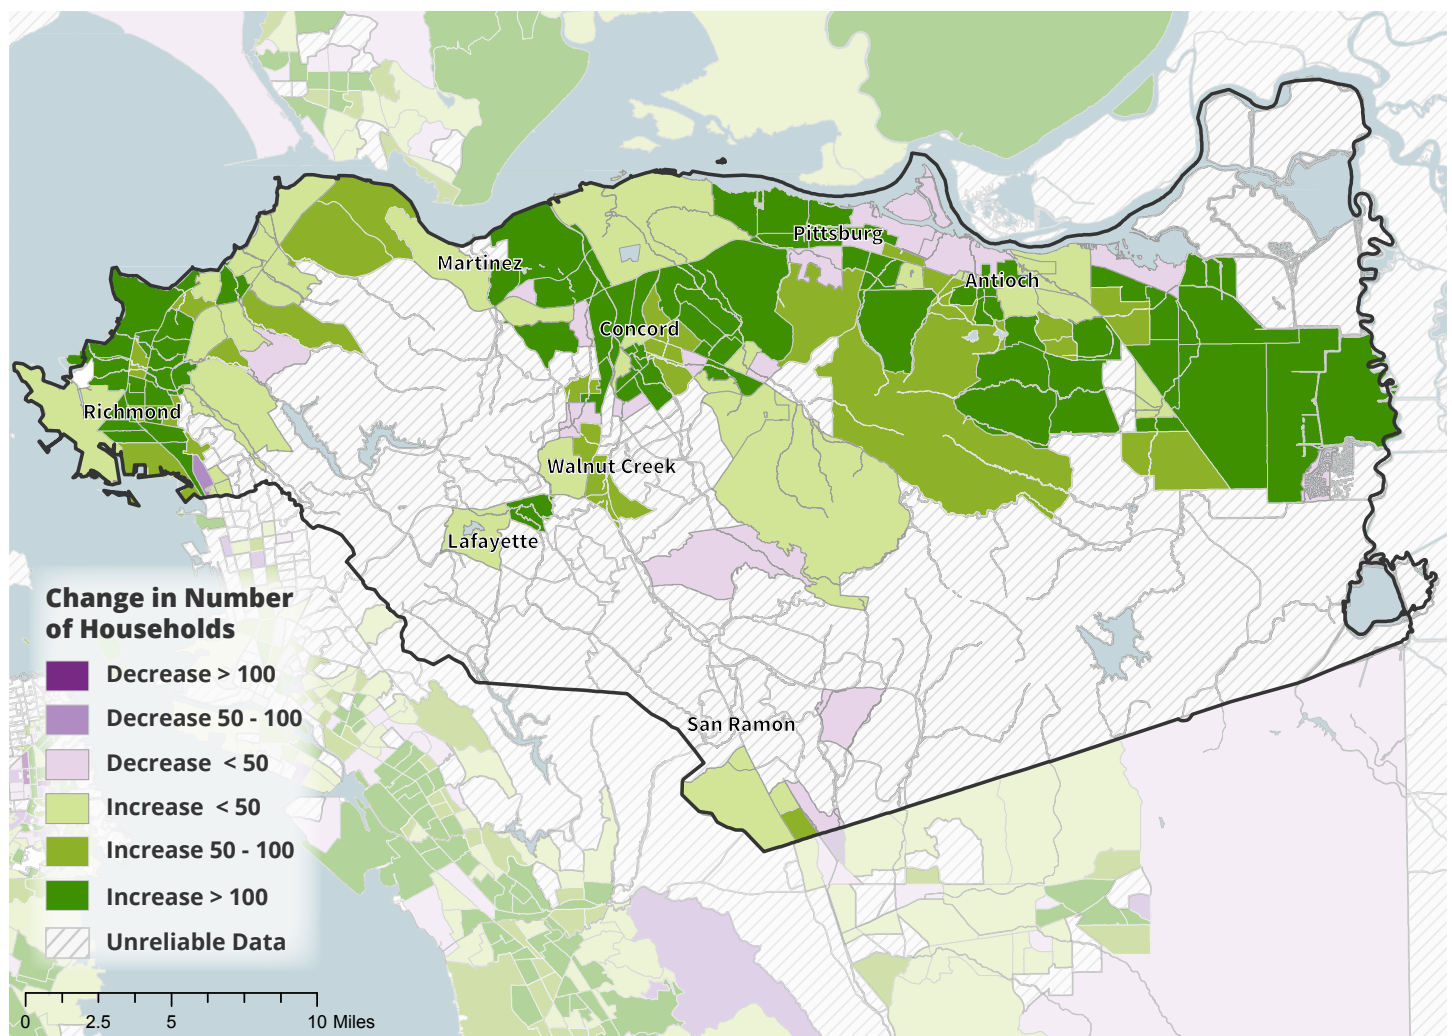 Pittsburg
Martinez
Antioch
Concord
Richmond
Walnut Creek
Lafayette
San Ramon
Change in Number
of Households
Decrease > 100
Decrease 50 - 100
Decrease < 50
Increase < 50
Increase 50 - 100
Increase > 100
Unreliable Data
0 2.5 5 10 Miles